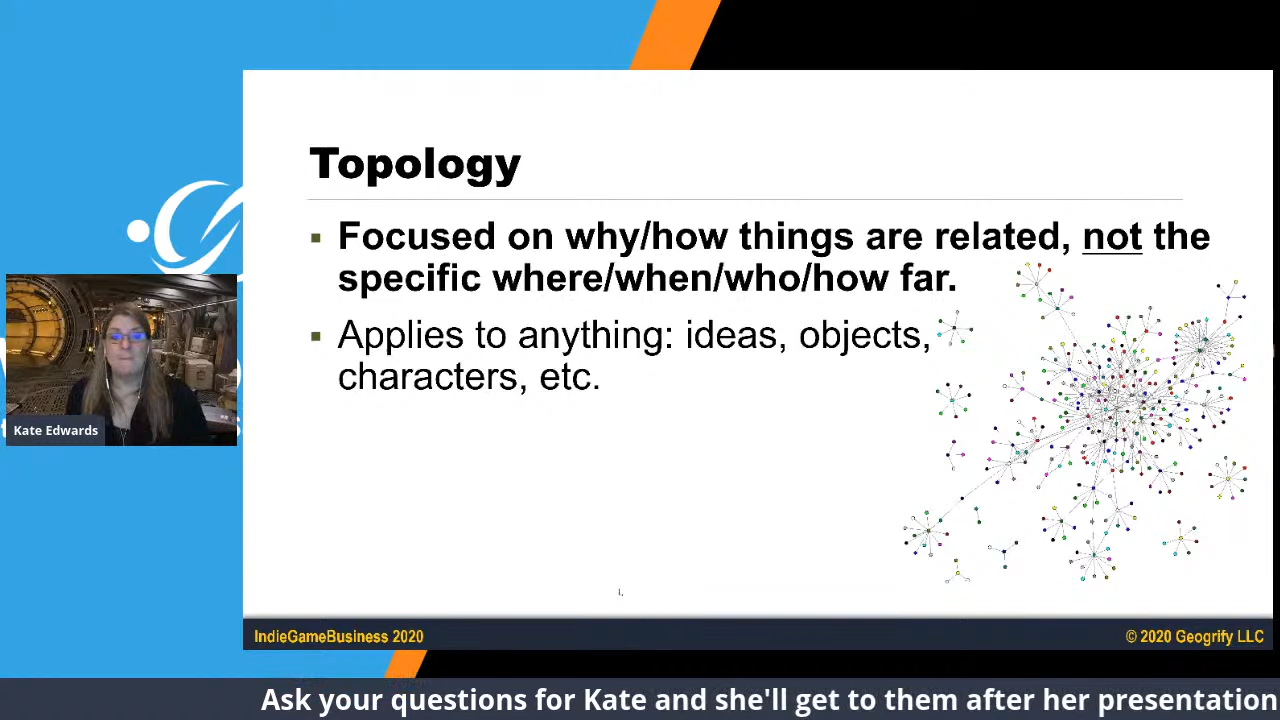 Topology
Focused on why/how things are related, not the
specific where/when/who/how far.
Applies to anything: ideas, objects,
characters, etc.
Kate Edwards
IndieGameBusiness 2020
© 2020 Geogrify LLC
Ask your questions for Kate and she'll get to them after her presentation